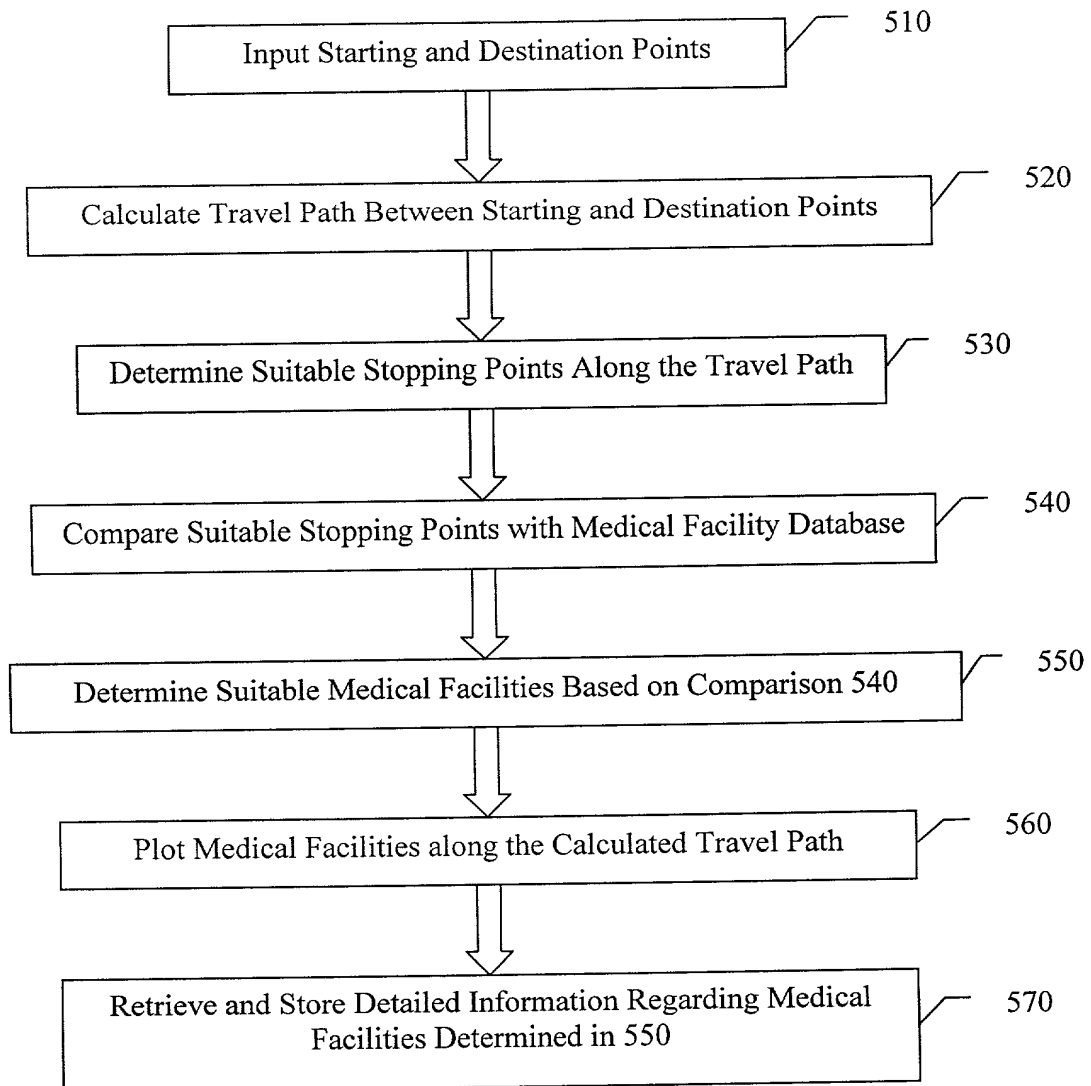 510
Input Starting and Destination Points
520
Calculate Travel Path Between Starting and Destination Points
530
Determine Suitable Stopping Points Along the Travel Path
540
Compare Suitable Stopping Points with Medical Facility Database
550
Determine Suitable Medical Facilities Based on Comparison 540
560
Plot Medical Facilities along the Calculated Travel Path
570
Retrieve and Store Detailed Information Regarding Medical
Facilities Determined in 550